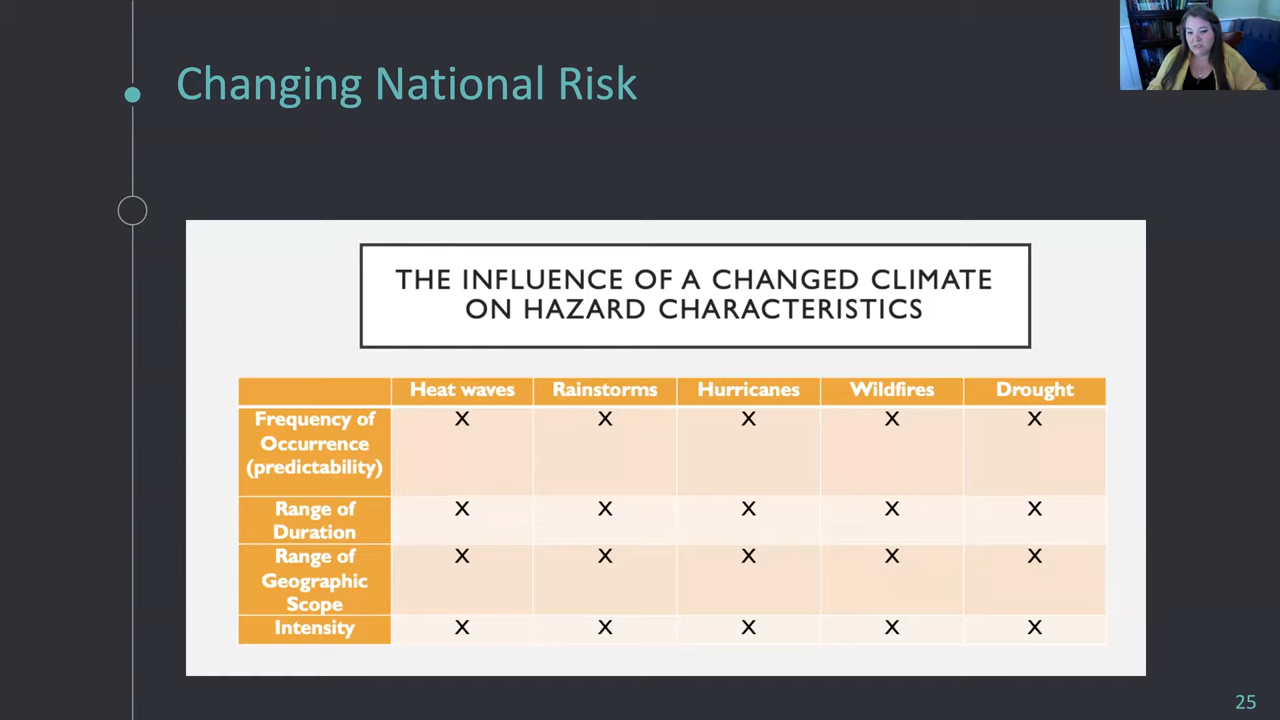 Changing National Risk
THE INFLUENCE OF A CHANGED CLIMATE
ON HAZARD CHARACTERISTICS
Heat waves Rainstorms Hurricanes Wildfires Drought
Frequency of X X X X X
Occurrence
(predictability)
Range of X X X X X
Duration
Range of X X X X X
Geographic
Scope
Intensity X X X X X
25